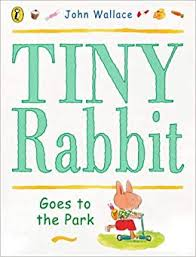 John Wallace
TINY
Rabbit
Goes to
the Park